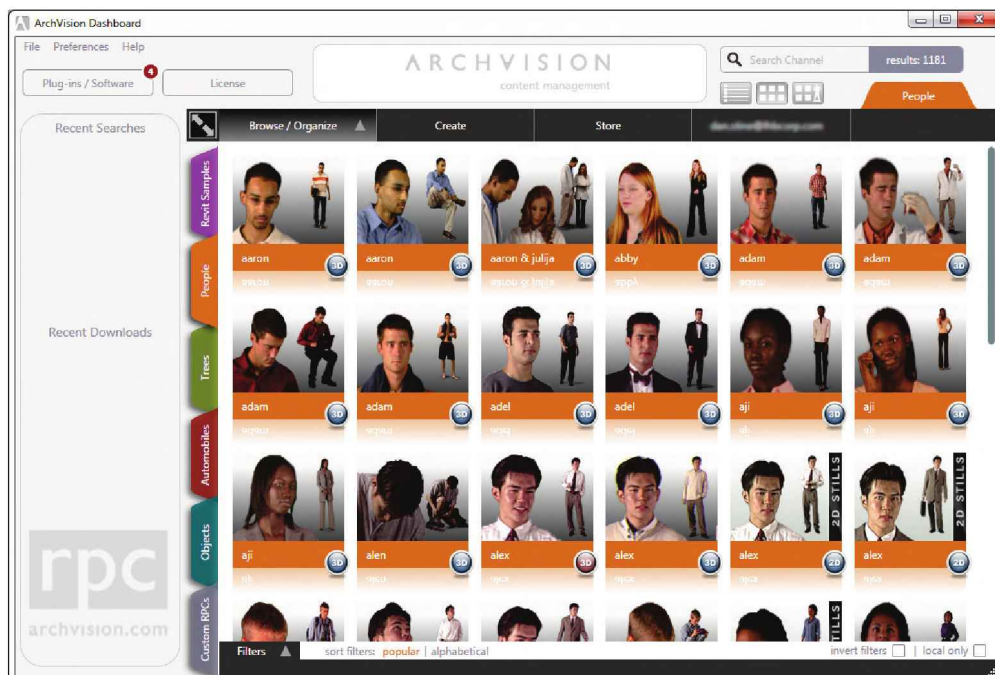 ArchVision Dashboard
File Preferences Help
Plug-ins / Software 4
License
ARCHVISION
content management
Search Channel
results: 1181
People
Recent Searches
Recent Downloads
rpc
archvision.com
Browse / Organize
Create
Store
Revit Samples
People
Trees
Automobiles
Objects
Custom RPCs
aaron 3D
aaron 3D
aaron & julija 3D
abby 3D
adam 3D
adam 3D
adam 3D
adam 3D
adel 3D
adel 3D
aji 3D
aji 3D
aji 3D
alen 3D
alex 3D
alex 3D
2D STILLS
alex 2D
2D STILLS
alex 2D
2D STILLS
Filters
sort filters: popular | alphabetical
invert filters | local only